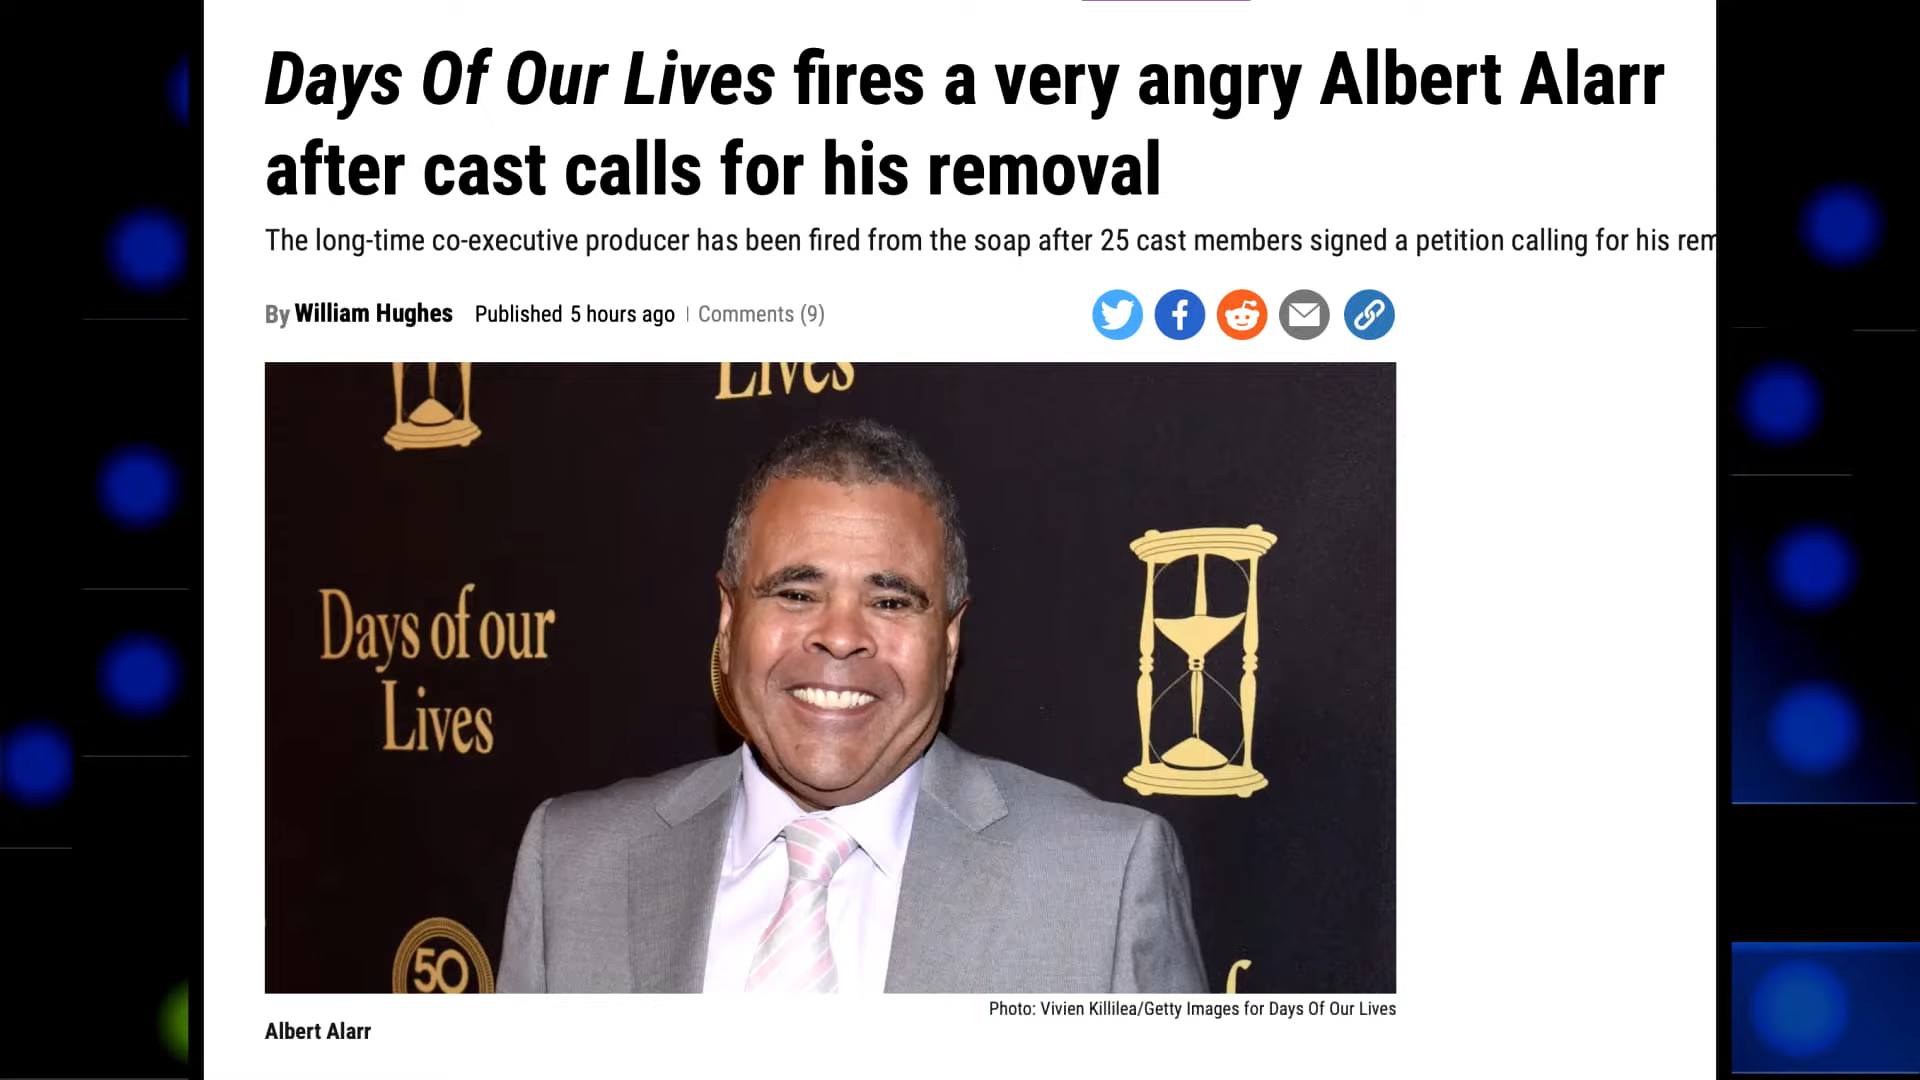 Days Of Our Lives fires a very angry Albert Alarr
after cast calls for his removal
The long-time co-executive producer has been fired from the soap after 25 cast members signed a petition calling for his rem
By William Hughes Published 5 hours ago | Comments (9)
Lives
Days of our
Lives
50
Photo: Vivien Killilea/Getty Images for Days Of Our Lives
Albert Alarr